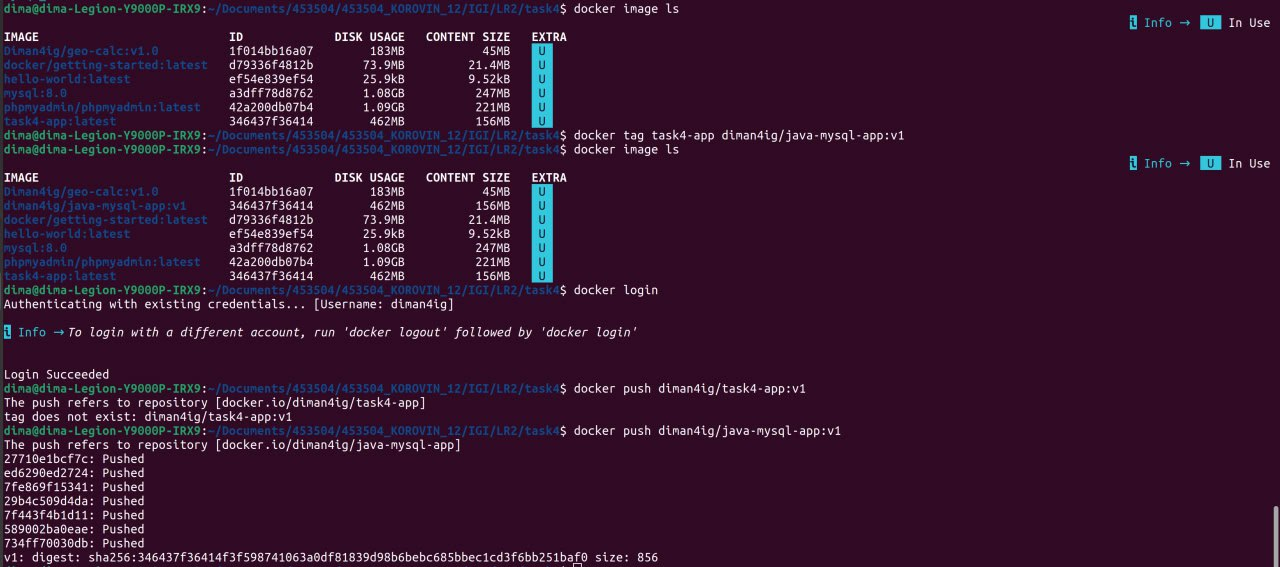 dima@dima-Legion-Y9000P-IRX9:~/Documents/453504/453504_KOROVIN_12/IGI/LR2/task4$ docker image ls
i Info → U In Use
IMAGE ID DISK USAGE CONTENT SIZE EXTRA
Diman4ig/geo-calc:v1.0 1f014bb16a07 183MB 45MB U
docker/getting-started:latest d79336f4812b 73.9MB 21.4MB U
hello-world:latest ef54e839ef54 25.9kB 9.52kB U
mysql:8.0 a3dff78d8762 1.08GB 247MB U
phpmyadmin/phpmyadmin:latest 42a200db07b4 1.09GB 221MB U
task4-app:latest 346437f36414 462MB 156MB U
dima@dima-Legion-Y9000P-IRX9:~/Documents/453504/453504_KOROVIN_12/IGI/LR2/task4$ docker tag task4-app diman4ig/java-mysql-app:v1
dima@dima-Legion-Y9000P-IRX9:~/Documents/453504/453504_KOROVIN_12/IGI/LR2/task4$ docker image ls
i Info → U In Use
IMAGE ID DISK USAGE CONTENT SIZE EXTRA
Diman4ig/geo-calc:v1.0 1f014bb16a07 183MB 45MB U
diman4ig/java-mysql-app:v1 346437f36414 462MB 156MB U
docker/getting-started:latest d79336f4812b 73.9MB 21.4MB U
hello-world:latest ef54e839ef54 25.9kB 9.52kB U
mysql:8.0 a3dff78d8762 1.08GB 247MB U
phpmyadmin/phpmyadmin:latest 42a200db07b4 1.09GB 221MB U
task4-app:latest 346437f36414 462MB 156MB U
dima@dima-Legion-Y9000P-IRX9:~/Documents/453504/453504_KOROVIN_12/IGI/LR2/task4$ docker login
Authenticating with existing credentials... [Username: diman4ig]
i Info → To login with a different account, run 'docker logout' followed by 'docker login'
Login Succeeded
dima@dima-Legion-Y9000P-IRX9:~/Documents/453504/453504_KOROVIN_12/IGI/LR2/task4$ docker push diman4ig/task4-app:v1
The push refers to repository [docker.io/diman4ig/task4-app]
tag does not exist: diman4ig/task4-app:v1
dima@dima-Legion-Y9000P-IRX9:~/Documents/453504/453504_KOROVIN_12/IGI/LR2/task4$ docker push diman4ig/java-mysql-app:v1
The push refers to repository [docker.io/diman4ig/java-mysql-app]
27710e1bcf7c: Pushed
ed6290ed2724: Pushed
7fe869f15341: Pushed
29b4c509d4da: Pushed
7f443f4b1d11: Pushed
589002ba0eae: Pushed
734ff70030db: Pushed
v1: digest: sha256:346437f36414f3f598741063a0df81839d98b6bebc685bbec1cd3f6bb251baf0 size: 856